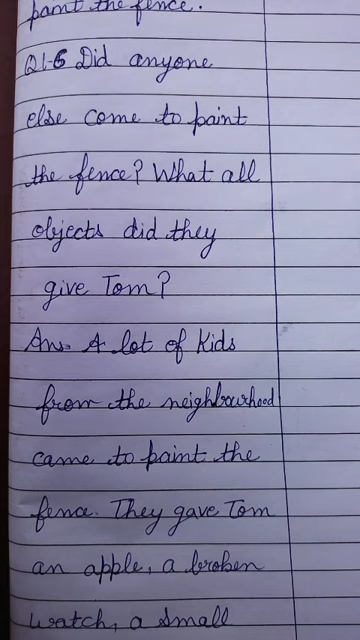 paint the fence.
Q1-6 Did anyone
else come to paint
the fence? What all
objects did they
give Tom?
Ans. A lot of Kids
from the neighbourhood
came to paint the
fence. They gave Tom
an apple, a broken
watch, a small